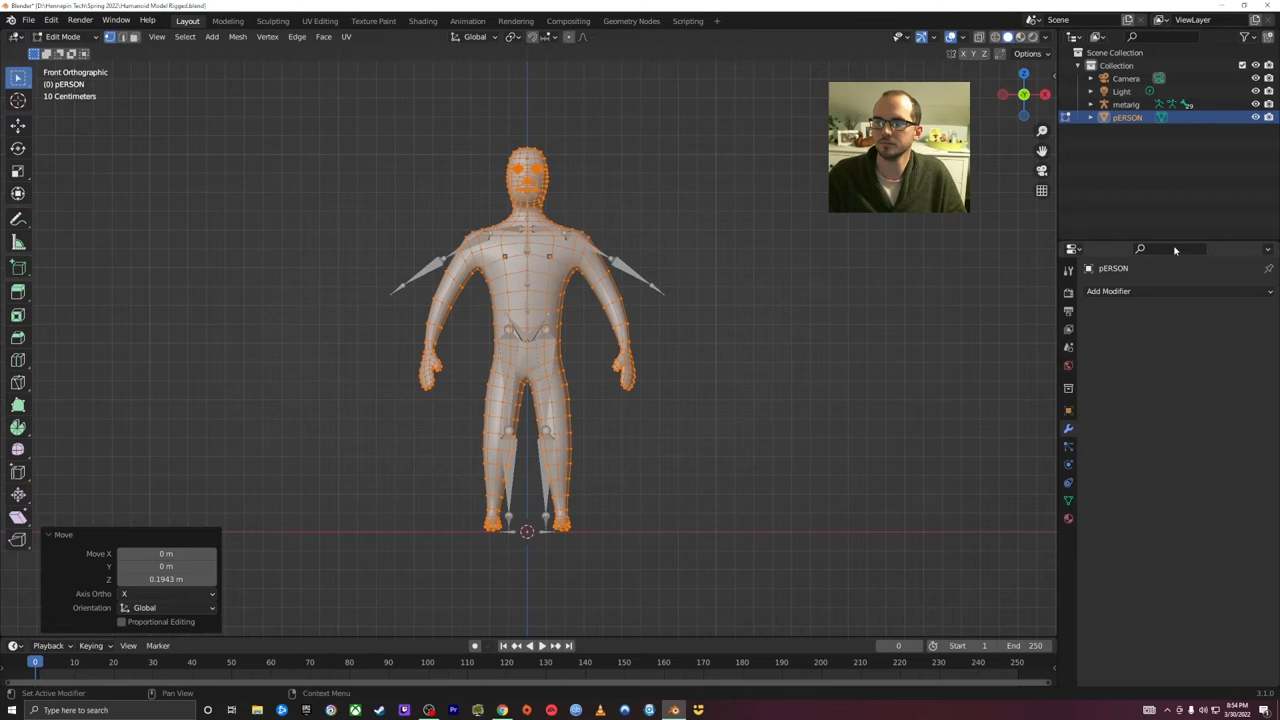 Blender* [D:\Hennepin Tech\Spring 2022\Humanoid Model Rigged.blend]
File Edit Render Window Help Layout Modeling Sculpting UV Editing Texture Paint Shading Animation Rendering Compositing Geometry Nodes Scripting + Scene ViewLayer
Edit Mode View Select Add Mesh Vertex Edge Face UV Global
X Y Z Options
Front Orthographic
(0) pERSON
10 Centimeters
Z
Y
X
Scene Collection
Collection
Camera
Light
metarig 29
pERSON
pERSON
Add Modifier
Move
Move X 0 m
Y 0 m
Z 0.1943 m
Axis Ortho X
Orientation Global
Proportional Editing
Playback Keying View Marker 0 Start 1 End 250
0 10 20 30 40 50 60 70 80 90 100 110 120 130 140 150 160 170 180 190 200 210 220 230 240 250
Set Active Modifier Pan View Context Menu 3.1.0
Type here to search
8:54 PM
3/30/2022